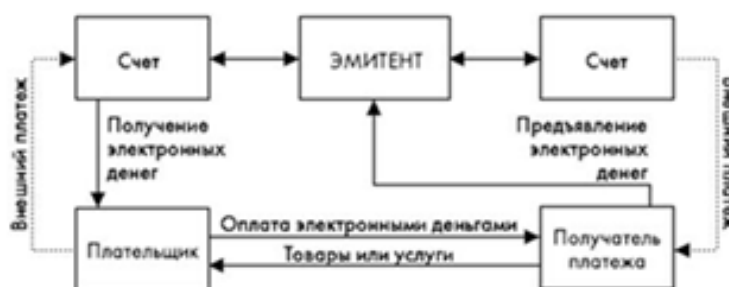 Счет
ЭМИТЕНТ
Счет
Внешний платеж
Получение
электронных
денег
Предъявление
электронных
денег
Оплата электронными деньгами
Товары или услуги
Плательщик
Получатель
платежа